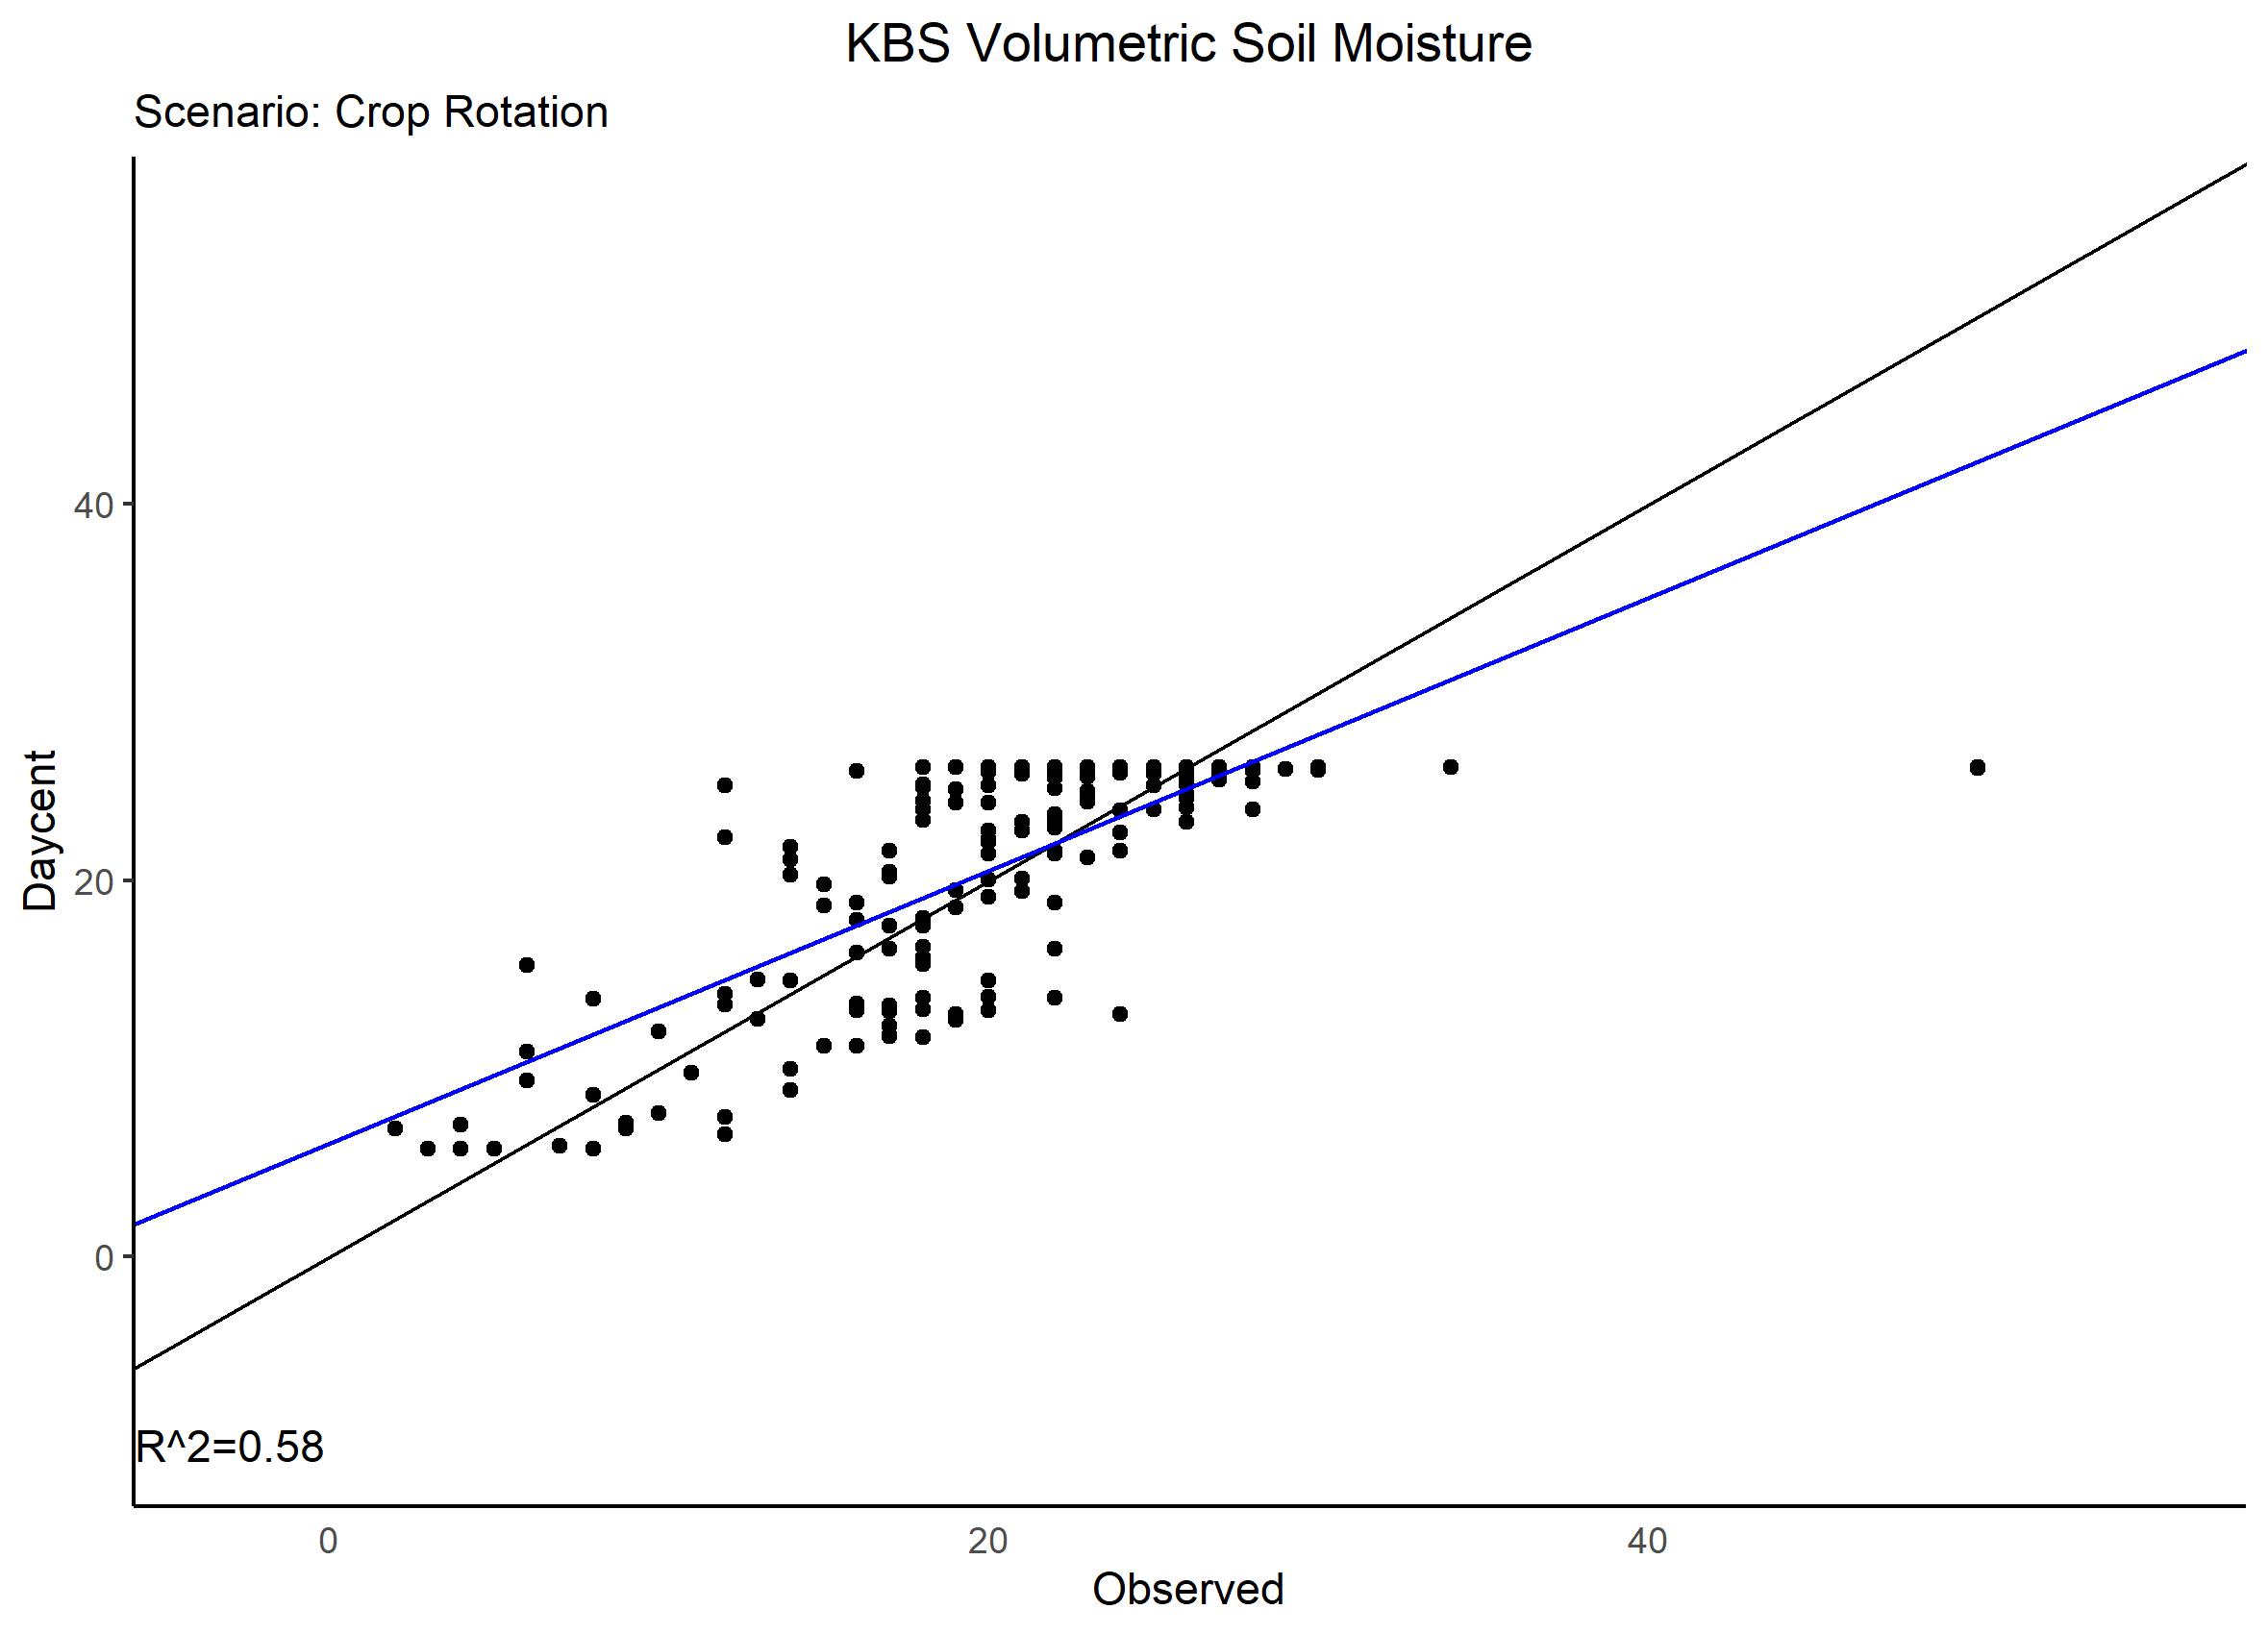 KBS Volumetric Soil Moisture
Scenario: Crop Rotation
Daycent
40
20
0
R^2=0.58
0
20
40
Observed